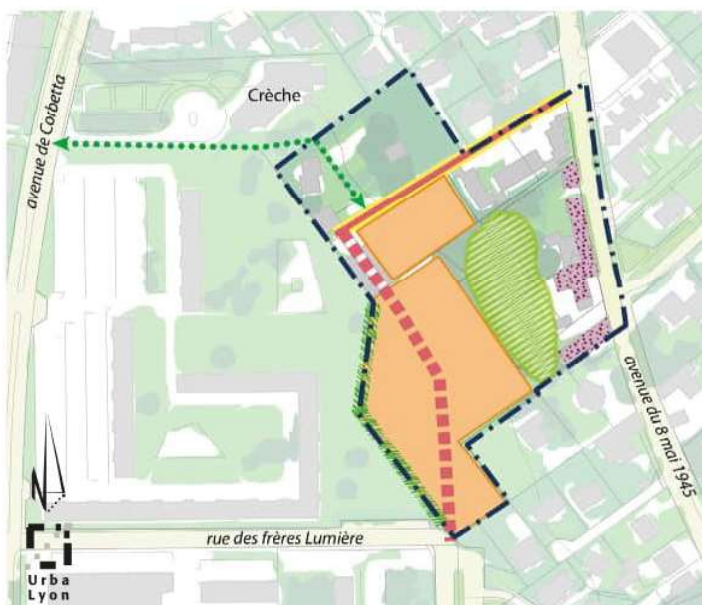 Crèche
avenue de Corbetta
avenue du 8 mai 1945
rue des frères Lumière
N
Urba
Lyon